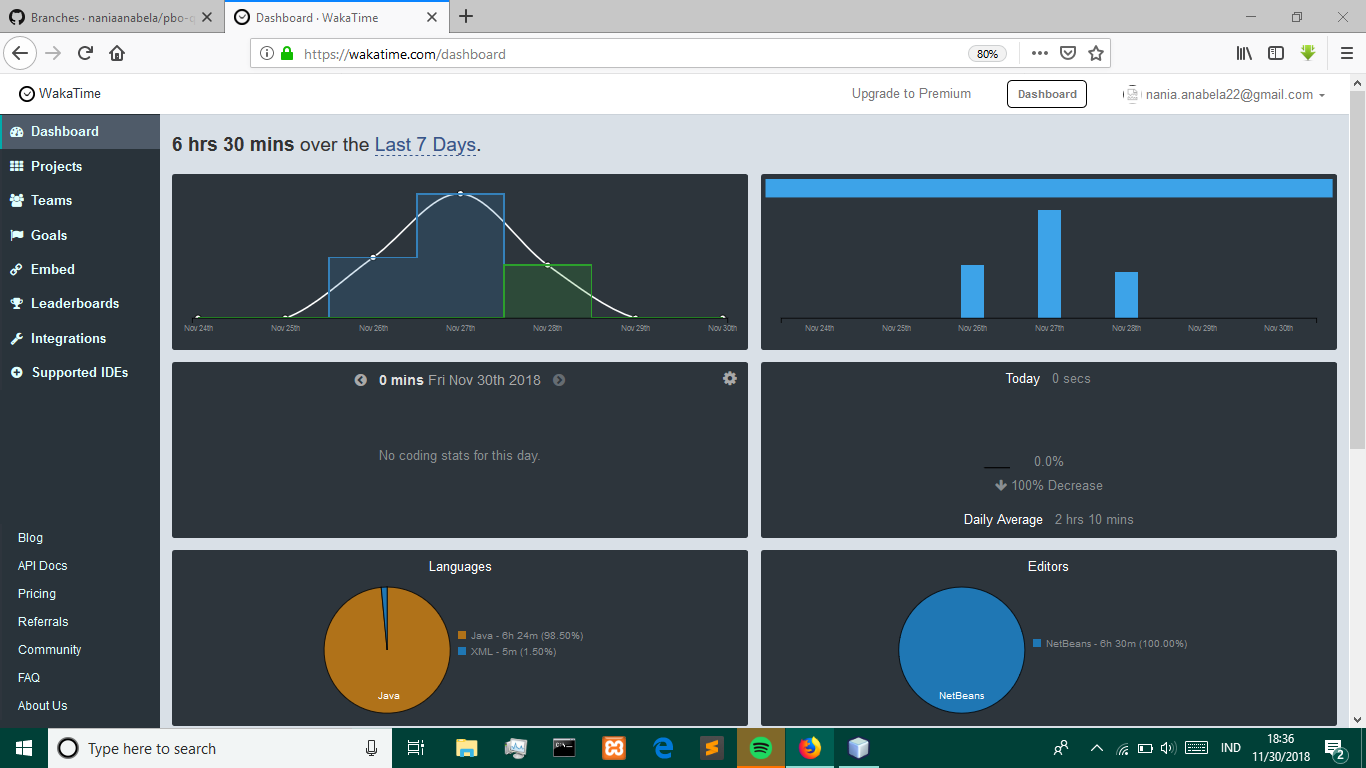 Branches · naniaanabela/pbo-
Dashboard · WakaTime
https://wakatime.com/dashboard
80%
WakaTime
Upgrade to Premium
Dashboard
nania.anabela22@gmail.com
Dashboard
Projects
Teams
Goals
Embed
Leaderboards
Integrations
Supported IDEs
Blog
API Docs
Pricing
Referrals
Community
FAQ
About Us
6 hrs 30 mins over the Last 7 Days.
Nov 24th Nov 25th Nov 26th Nov 27th Nov 28th Nov 29th Nov 30th
Nov 24th Nov 25th Nov 26th Nov 27th Nov 28th Nov 29th Nov 30th
0 mins Fri Nov 30th 2018
No coding stats for this day.
Today 0 secs
0.0%
100% Decrease
Daily Average 2 hrs 10 mins
Languages
Java - 6h 24m (98.50%)
XML - 5m (1.50%)
Java
Editors
NetBeans - 6h 30m (100.00%)
NetBeans
Type here to search
IND
18:36
11/30/2018
2